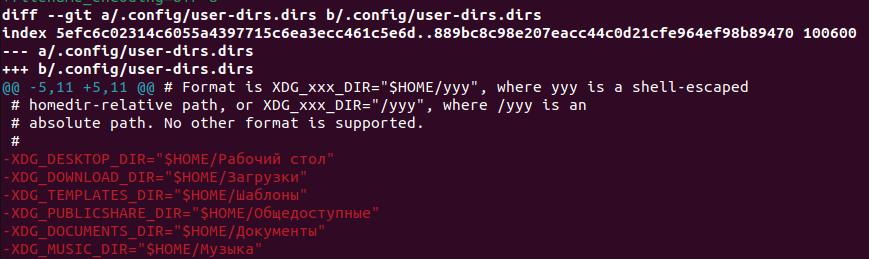 diff --git a/.config/user-dirs.dirs b/.config/user-dirs.dirs
index 5efc6c02314c6055a4397715c6ea3ecc461c5e6d..889bc8c98e207eacc44c0d21cfe964ef98b89470 100600
--- a/.config/user-dirs.dirs
+++ b/.config/user-dirs.dirs
@@ -5,11 +5,11 @@ # Format is XDG_xxx_DIR="$HOME/yyy", where yyy is a shell-escaped
# homedir-relative path, or XDG_xxx_DIR="/yyy", where /yyy is an
# absolute path. No other format is supported.
#
-XDG_DESKTOP_DIR="$HOME/Рабочий стол"
-XDG_DOWNLOAD_DIR="$HOME/Загрузки"
-XDG_TEMPLATES_DIR="$HOME/Шаблоны"
-XDG_PUBLICSHARE_DIR="$HOME/Общедоступные"
-XDG_DOCUMENTS_DIR="$HOME/Документы"
-XDG_MUSIC_DIR="$HOME/Музыка"